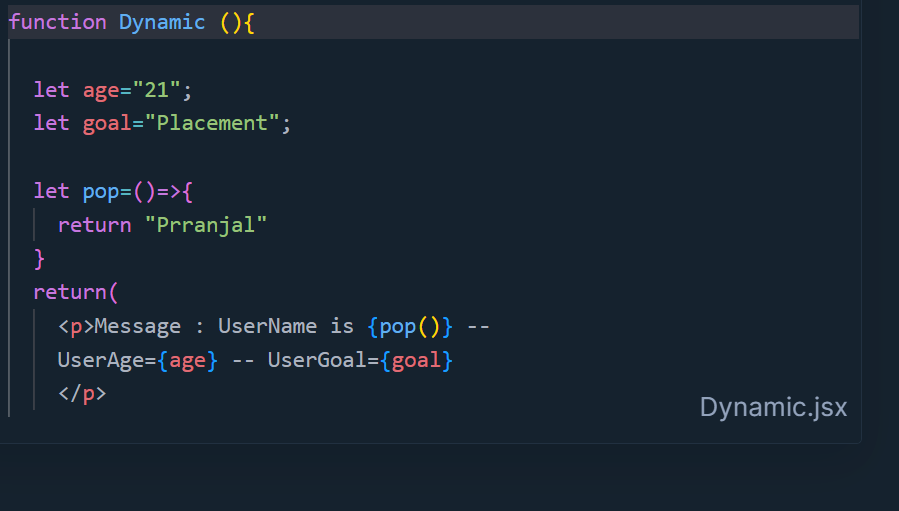 function Dynamic (){
let age="21";
let goal="Placement";
let pop=()=>{
return "Prranjal"
}
return(
<p>Message : UserName is {pop()} --
UserAge={age} -- UserGoal={goal}
</p>
Dynamic.jsx